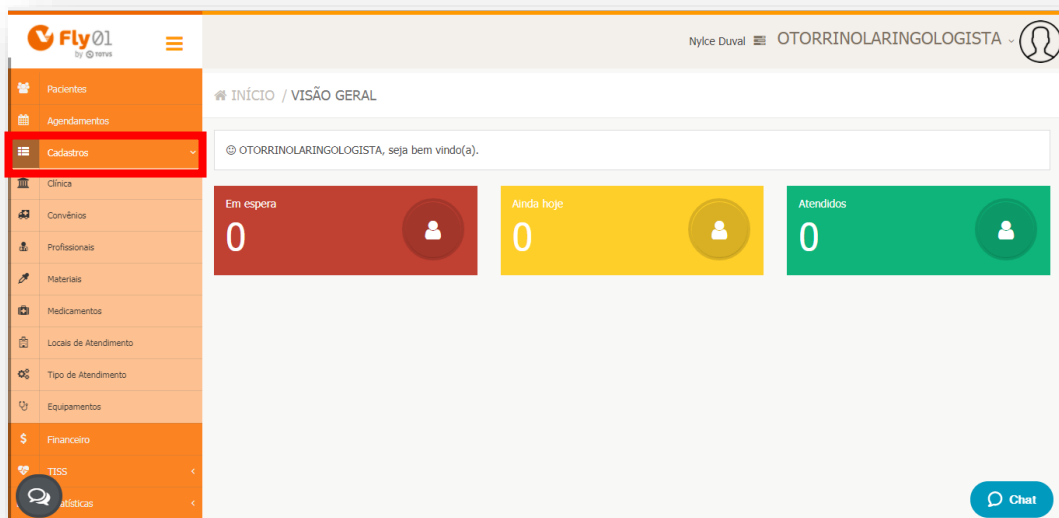 Fly01
by TOTVS
Nylce Duval
OTORRINOLARINGOLOGISTA
Pacientes
Agendamentos
Cadastros
Clínica
Convênios
Profissionais
Materiais
Medicamentos
Locais de Atendimento
Tipo de Atendimento
Equipamentos
Financeiro
TISS
atísticas
INÍCIO / VISÃO GERAL
OTORRINOLARINGOLOGISTA, seja bem vindo(a).
Em espera
0
Ainda hoje
0
Atendidos
0
Chat